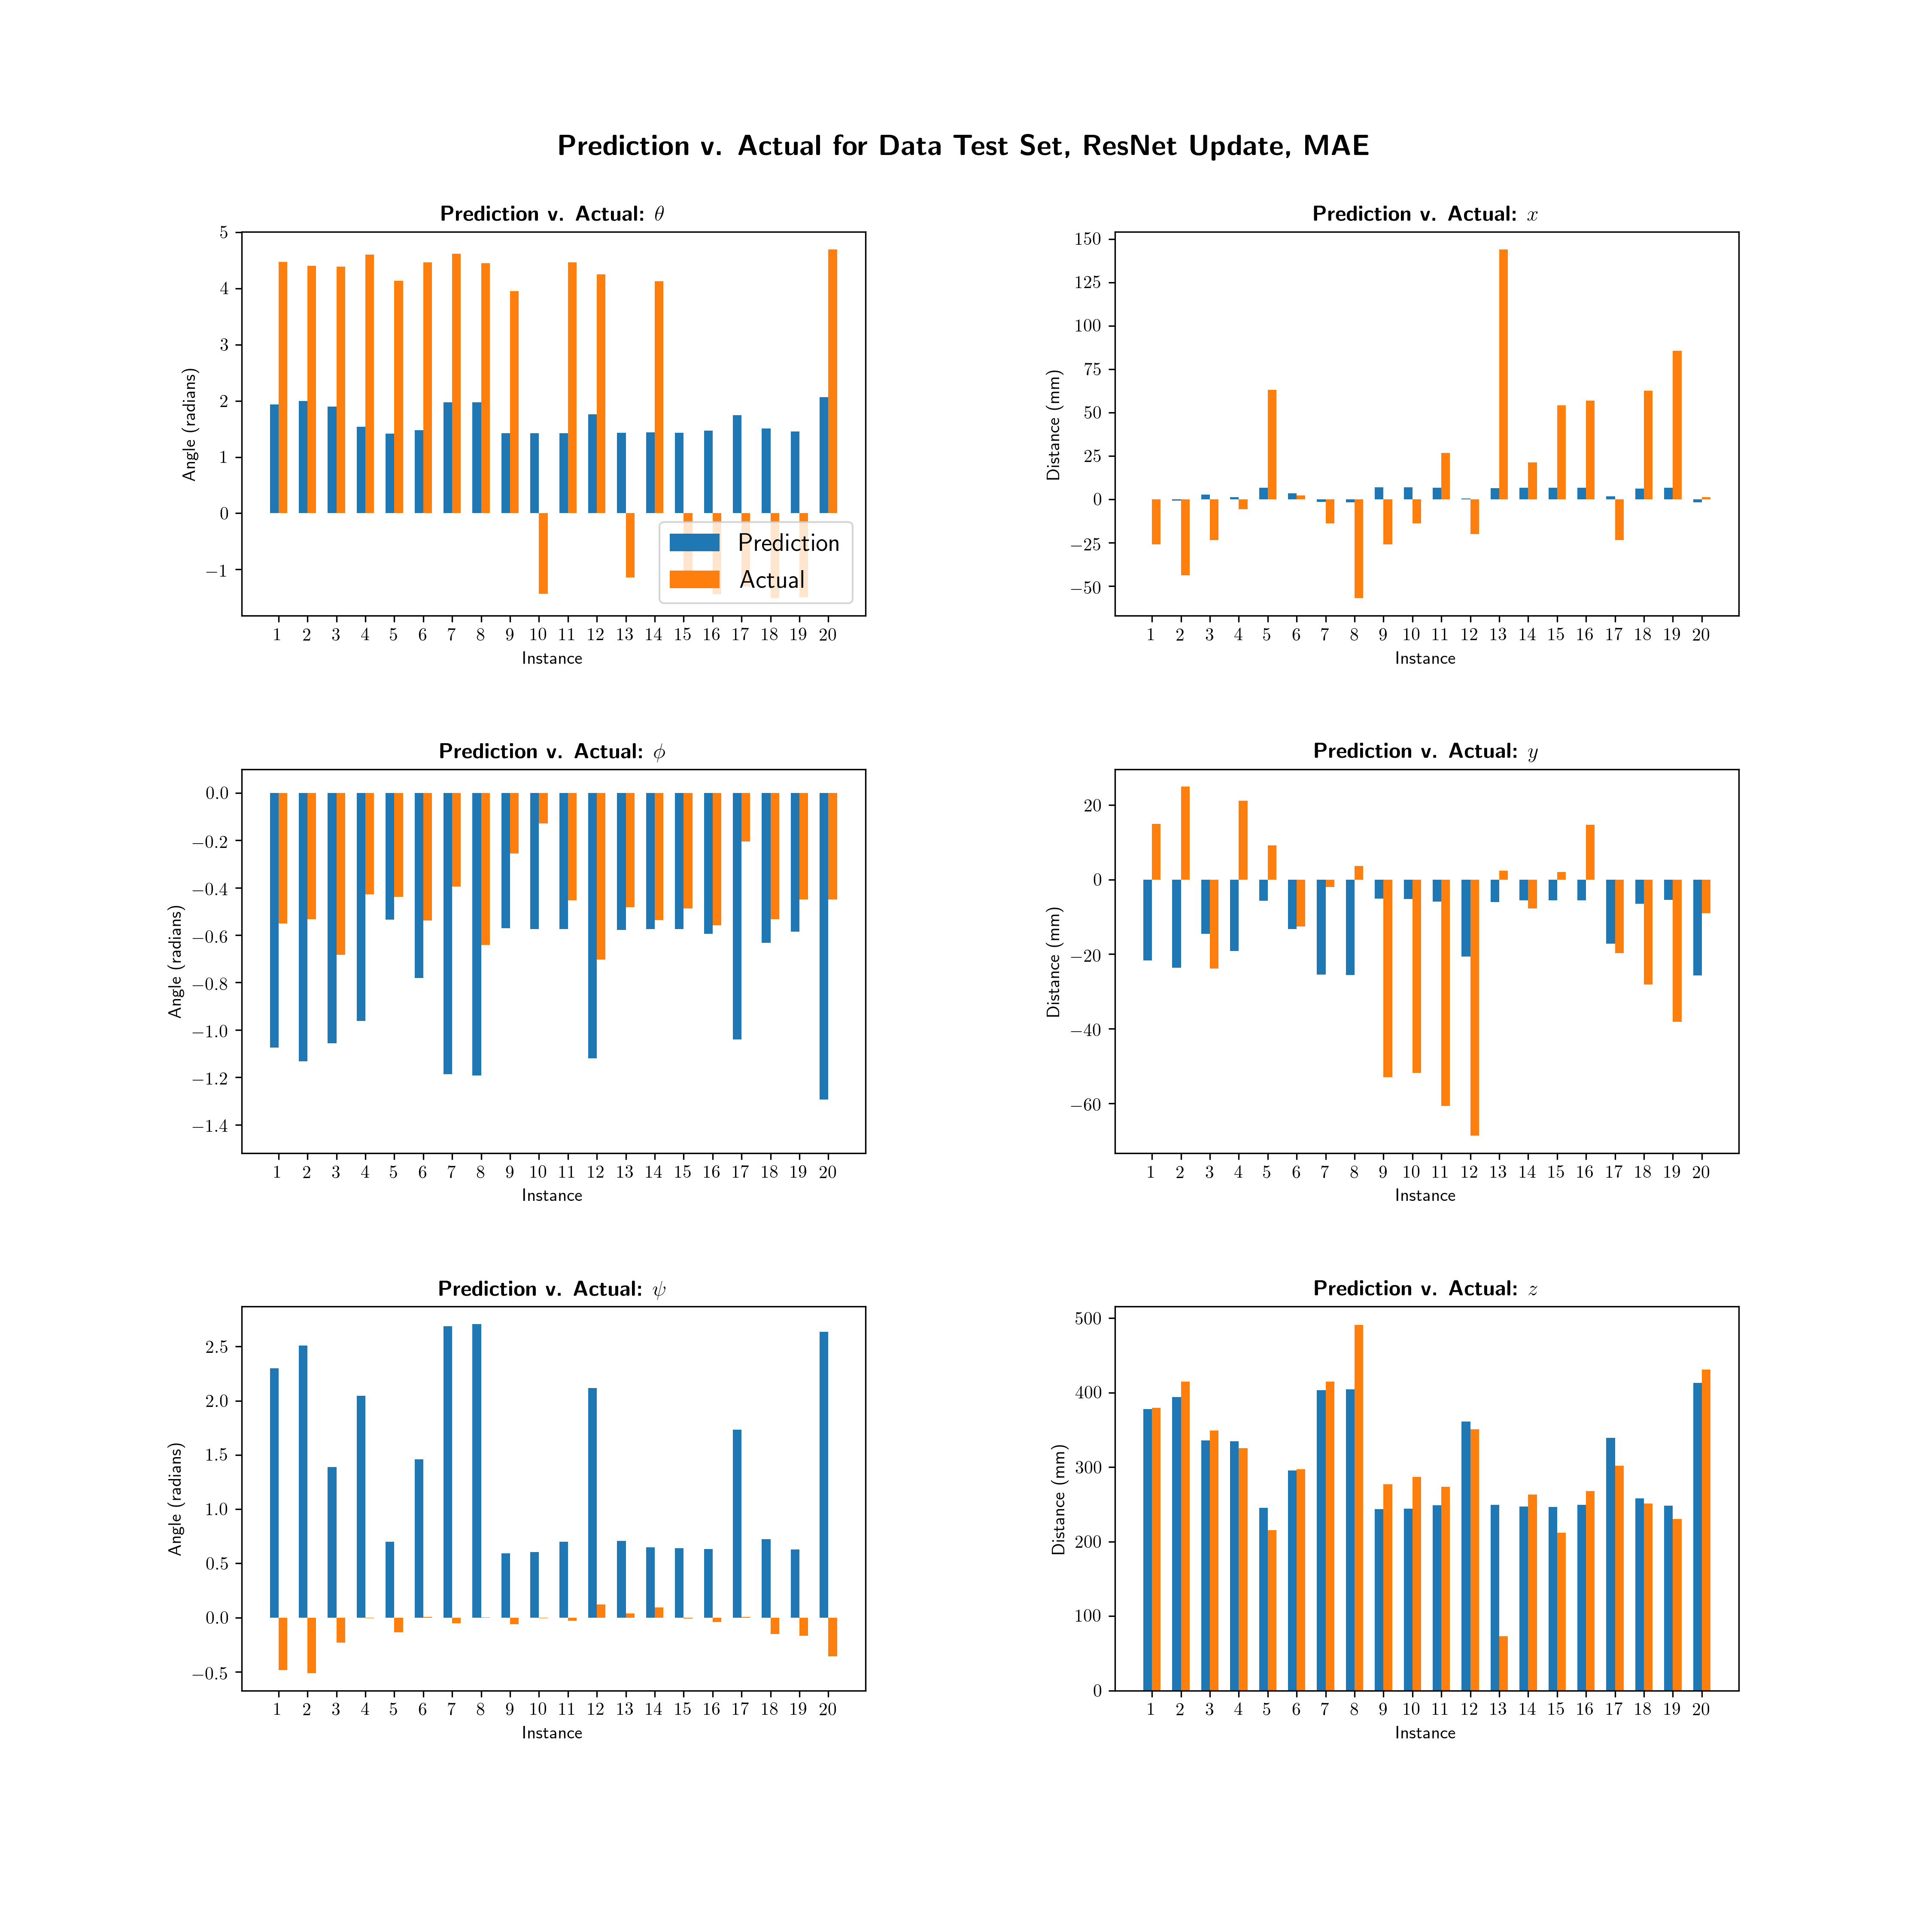 Prediction v. Actual for Data Test Set, ResNet Update, MAE
Prediction v. Actual: θ
5
4
3
2
1
0
−1
Angle (radians)
Prediction
Actual
1 2 3 4 5 6 7 8 9 10 11 12 13 14 15 16 17 18 19 20
Instance
Prediction v. Actual: x
150
125
100
75
50
25
0
−25
−50
Distance (mm)
1 2 3 4 5 6 7 8 9 10 11 12 13 14 15 16 17 18 19 20
Instance
Prediction v. Actual: ϕ
0.0
−0.2
−0.4
−0.6
−0.8
−1.0
−1.2
−1.4
Angle (radians)
1 2 3 4 5 6 7 8 9 10 11 12 13 14 15 16 17 18 19 20
Instance
Prediction v. Actual: y
20
0
−20
−40
−60
Distance (mm)
1 2 3 4 5 6 7 8 9 10 11 12 13 14 15 16 17 18 19 20
Instance
Prediction v. Actual: ψ
2.5
2.0
1.5
1.0
0.5
0.0
−0.5
Angle (radians)
1 2 3 4 5 6 7 8 9 10 11 12 13 14 15 16 17 18 19 20
Instance
Prediction v. Actual: z
500
400
300
200
100
0
Distance (mm)
1 2 3 4 5 6 7 8 9 10 11 12 13 14 15 16 17 18 19 20
Instance